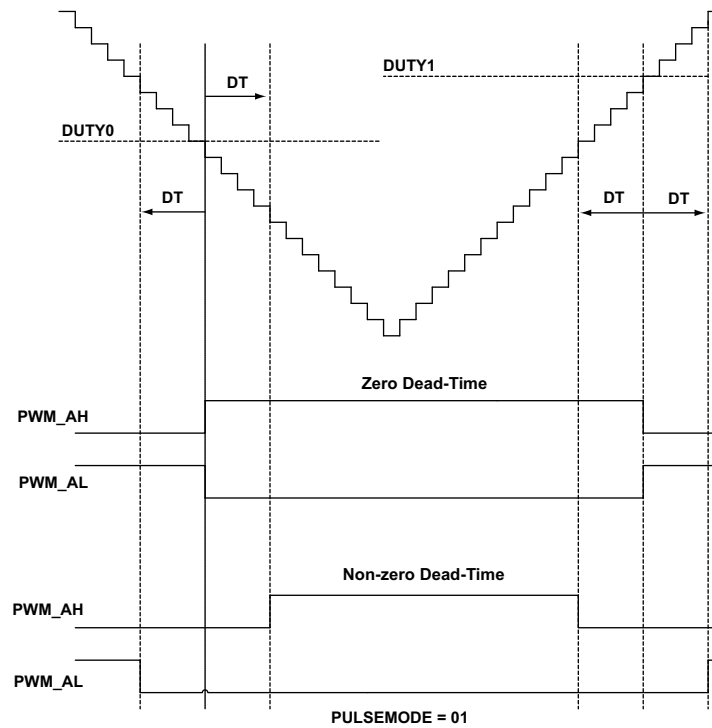 DUTY1
DT
DUTY0
DT
DT
DT
Zero Dead-Time
PWM_AH
PWM_AL
Non-zero Dead-Time
PWM_AH
PWM_AL
PULSEMODE = 01